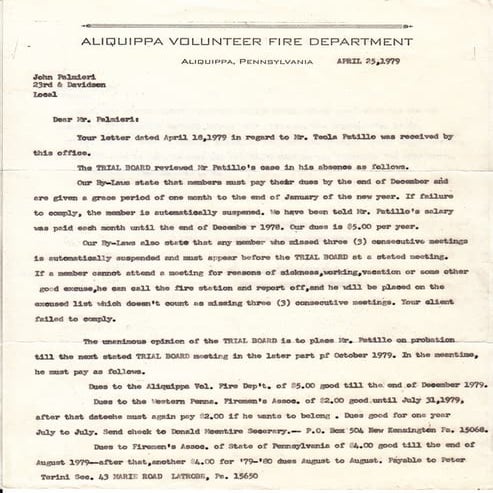 ALIQUIPPA VOLUNTEER FIRE DEPARTMENT
ALIQUIPPA, PENNSYLVANIA APRIL 25,1979
John Palmieri
23rd & Davidson
Local
Dear Mr. Palmieri:
Your letter dated April 18,1979 in regard to Mr. Teola Patillo was received by
this office.
The TRIAL BOARD reviewed Mr Patillo's case in his absence as follows.
Our By-Laws state that members must pay their dues by the end of December and
are given a grace period of one month to the end of January of the new year. If failure
to comply, the member is automatically suspended. We have been told Mr. Patillo's salary
was paid each month until the end of Decembe r 1978. Our dues is $5.00 per year.
Our By-Laws also state that any member who missed three (3) consecutive meetings
is automatically suspended and must appear before the TRIAL BOARD at a stated meeting.
If a member cannot attend a meeting for reasons of sickness,working,vacation or some other
good excuse,he can call the fire station and report off,and he will be placed on the
excused list which doesn't count as missing three (3) consecutive meetings. Your client
failed to comply.
The unanimous opinion of the TRIAL BOARD is to place Mr. Patillo on probation
till the next stated TRIAL BOARD meeting in the later part pf October 1979. In the meantime,
he must pay as follows.
Dues to the Aliquippa Vol. Fire Dep't. of $5.00 good till the end of December 1979.
Dues to the Western Penna. Firemen's Assoc. of $2.00 good until July 31,1979,
after that datehe must again pay $2.00 if he wants to belong . Dues good for one year
July to July. Send check to Donald Mcentire Secerary.-- P.O. Box 504 New Kensington Pa. 15068.
Dues to Firemen's Assoc. of State of Pennsylvania of $4.00 good till the end of
August 1979--after that,another $4.00 for '79-'80 dues August to August. Payable to Peter
Terini Sec. 43 MARIE ROAD LATROBE, Pa. 15650